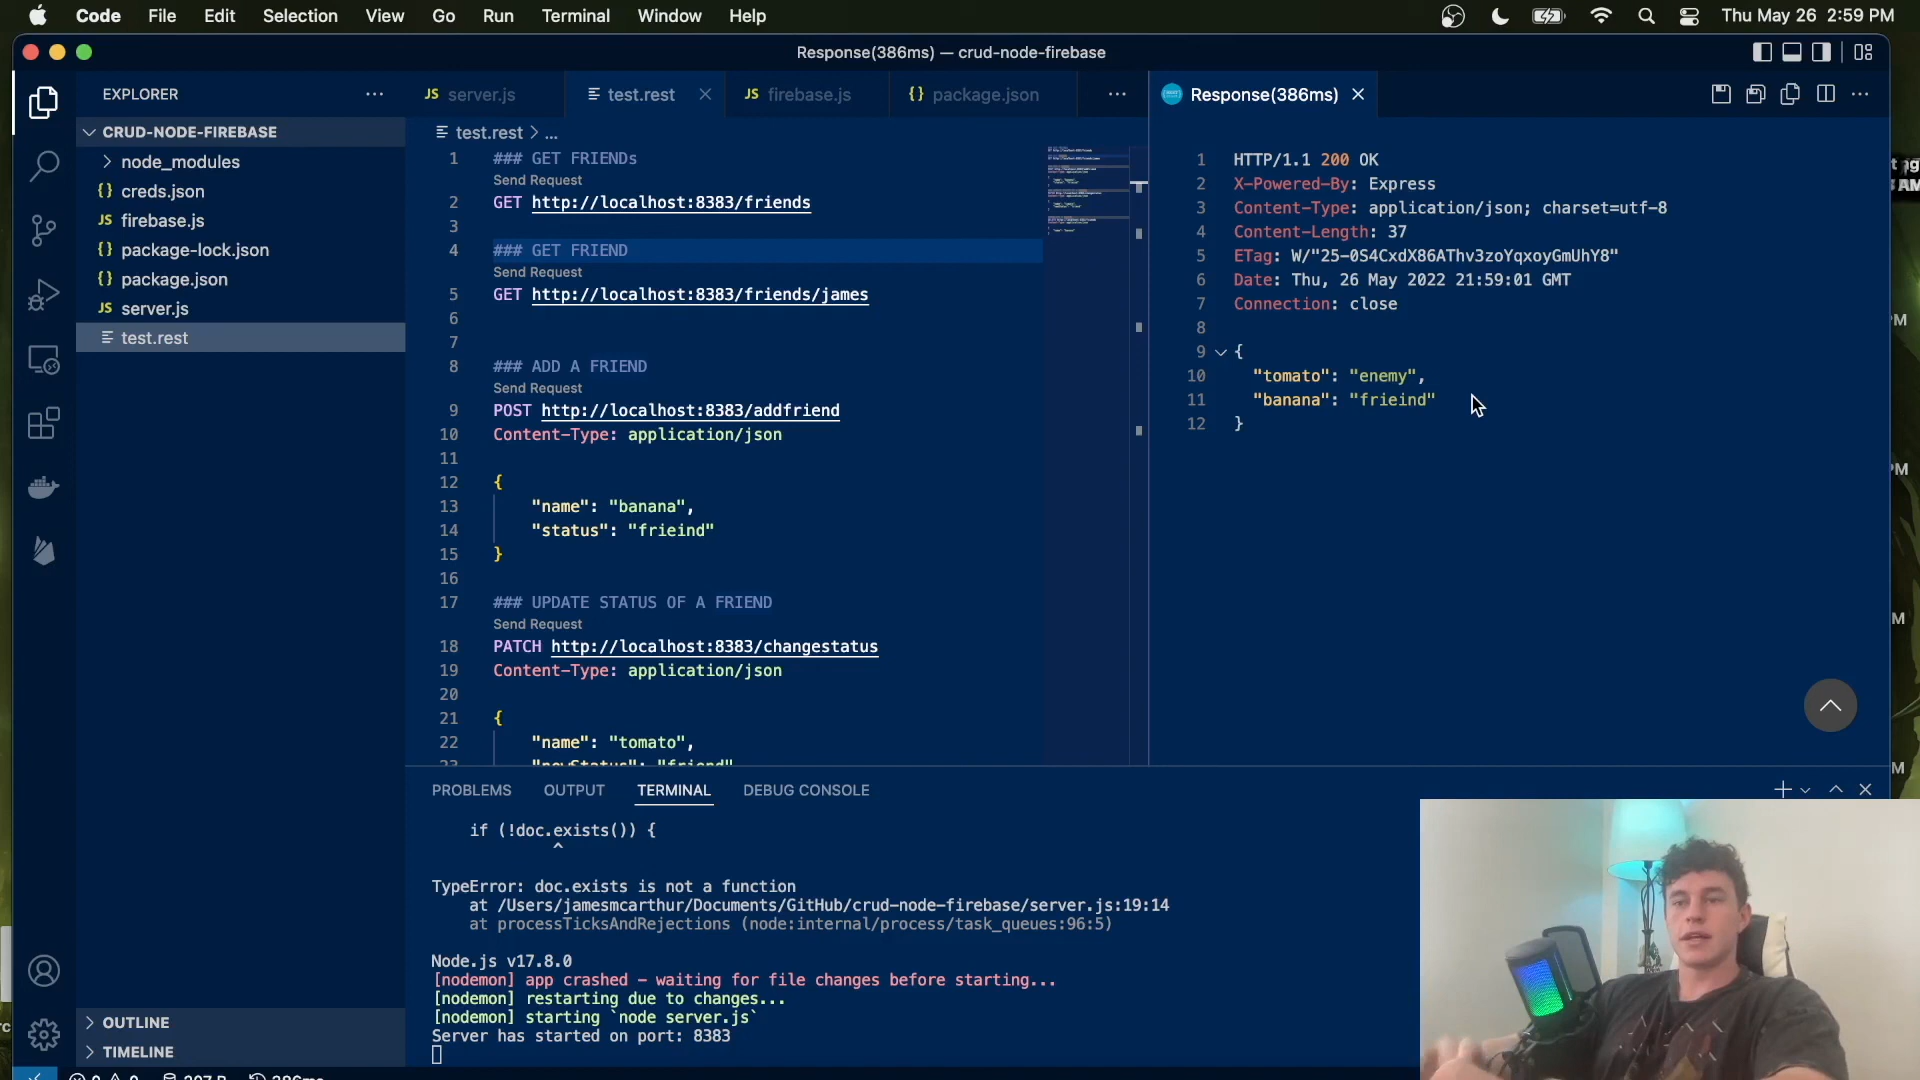 Code File Edit Selection View Go Run Terminal Window Help
Thu May 26 2:59 PM
Response(386ms) — crud-node-firebase
EXPLORER
CRUD-NODE-FIREBASE
node_modules
{} creds.json
JS firebase.js
{} package-lock.json
{} package.json
JS server.js
test.rest
OUTLINE
TIMELINE
JS server.js
test.rest
JS firebase.js
{} package.json
test.rest > ...
1 ### GET FRIENDs
Send Request
2 GET http://localhost:8383/friends
3
4 ### GET FRIEND
Send Request
5 GET http://localhost:8383/friends/james
6
7
8 ### ADD A FRIEND
Send Request
9 POST http://localhost:8383/addfriend
10 Content-Type: application/json
11
12 {
13 "name": "banana",
14 "status": "frieind"
15 }
16
17 ### UPDATE STATUS OF A FRIEND
Send Request
18 PATCH http://localhost:8383/changestatus
19 Content-Type: application/json
20
21 {
22 "name": "tomato",
23 "newStatus": "friend"
Response(386ms)
1 HTTP/1.1 200 OK
2 X-Powered-By: Express
3 Content-Type: application/json; charset=utf-8
4 Content-Length: 37
5 ETag: W/"25-0S4CxdX86AThv3zoYqxoyGmUhY8"
6 Date: Thu, 26 May 2022 21:59:01 GMT
7 Connection: close
8
9 {
10 "tomato": "enemy",
11 "banana": "frieind"
12 }
PROBLEMS OUTPUT TERMINAL DEBUG CONSOLE
if (!doc.exists()) {
^
TypeError: doc.exists is not a function
at /Users/jamesmcarthur/Documents/GitHub/crud-node-firebase/server.js:19:14
at processTicksAndRejections (node:internal/process/task_queues:96:5)
Node.js v17.8.0
[nodemon] app crashed - waiting for file changes before starting...
[nodemon] restarting due to changes...
[nodemon] starting `node server.js`
Server has started on port: 8383